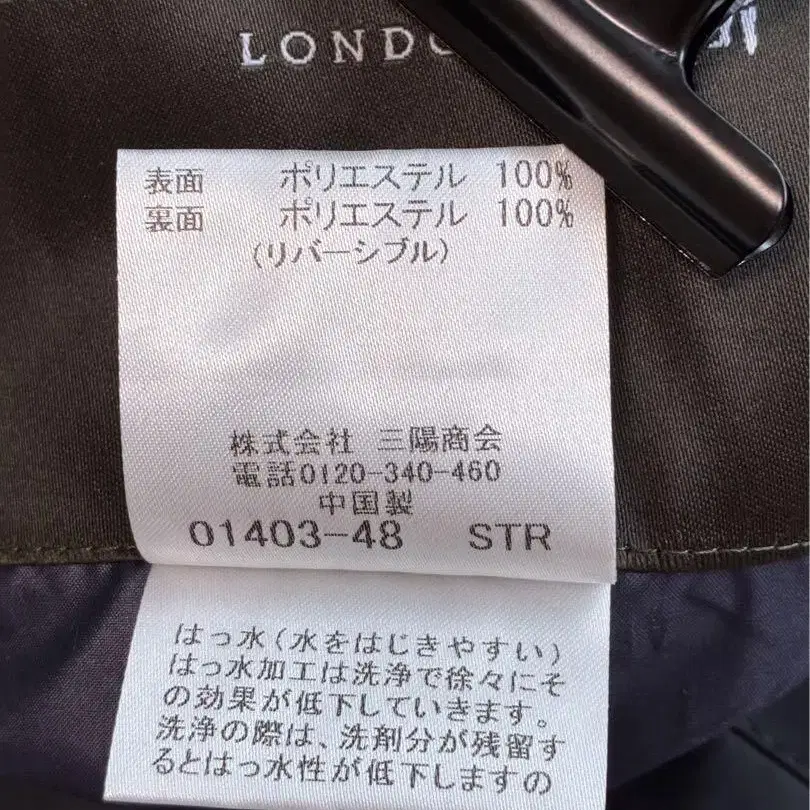 表面 ポリエステル 100%
裏面 ポリエステル 100%
(リバーシブル)
株式会社 三陽商会
電話0120-340-460
中国製
01403-48 STR
はっ水(水をはじきやすい)
はっ水加工は洗浄で徐々にそ
の効果が低下していきます。
洗浄の際は、洗剤分が残留す
るとはっ水性が低下しますの